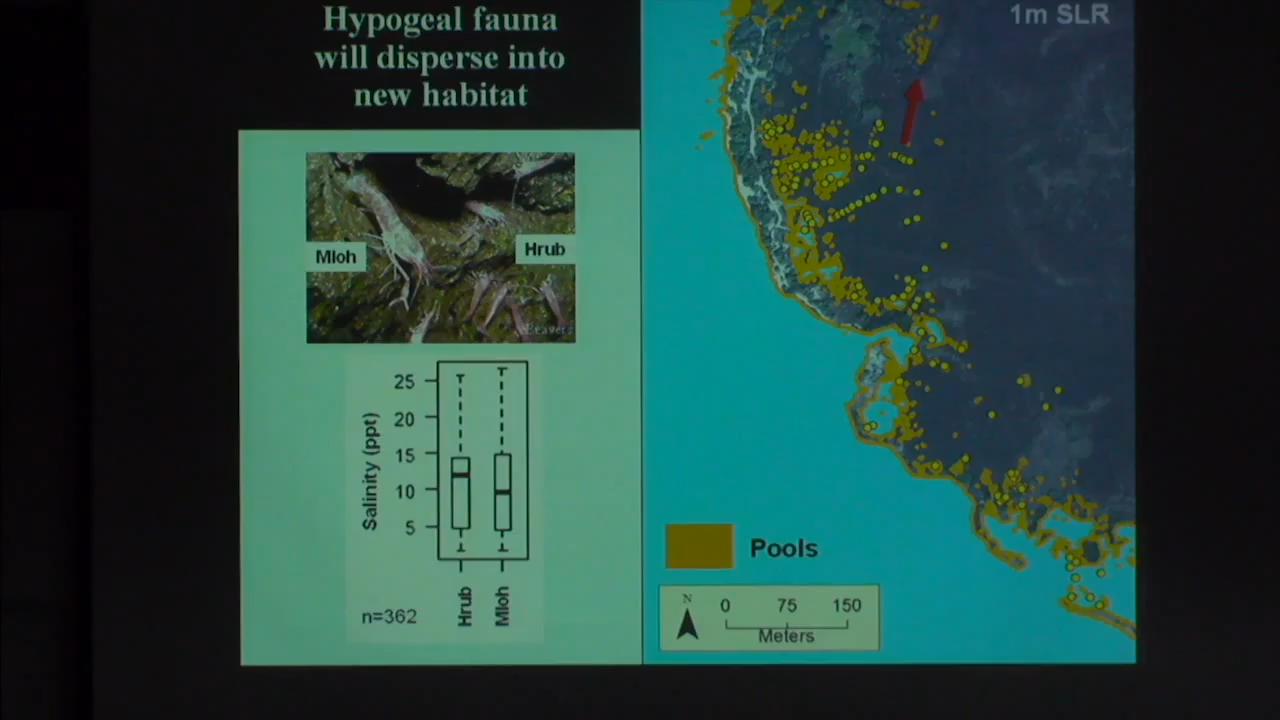 Hypogeal fauna
will disperse into
new habitat
Mloh
Hrub
Beavers
Salinity (ppt)
25
20
15
10
5
Hrub
Mloh
n=362
1m SLR
Pools
N
0 75 150
Meters